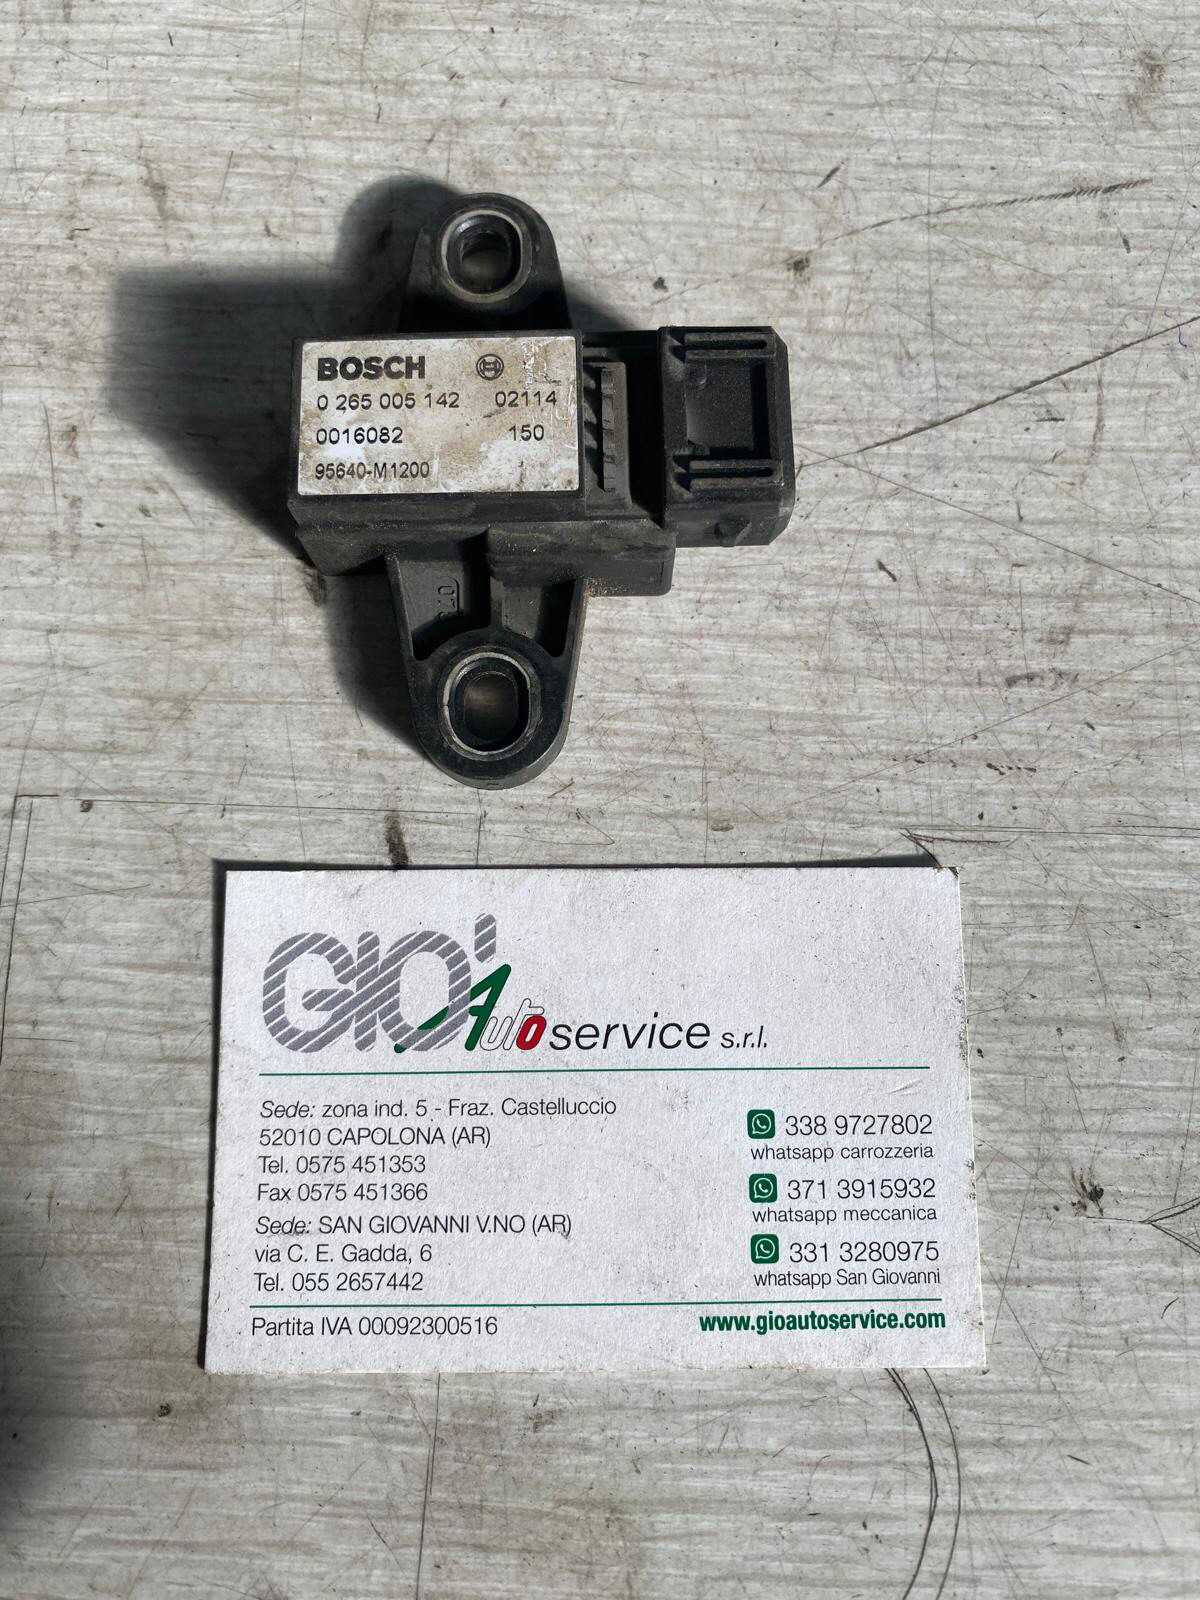 BOSCH
0 265 005 142 02114
0016082 150
95640-M1200
GIO' Auto service s.r.l.
Sede: zona ind. 5 - Fraz. Castelluccio
52010 CAPOLONA (AR)
Tel. 0575 451353
Fax 0575 451366
Sede: SAN GIOVANNI V.NO (AR)
via C. E. Gadda, 6
Tel. 055 2657442
338 9727802
whatsapp carrozzeria
371 3915932
whatsapp meccanica
331 3280975
whatsapp San Giovanni
Partita IVA 00092300516
www.gioautoservice.com